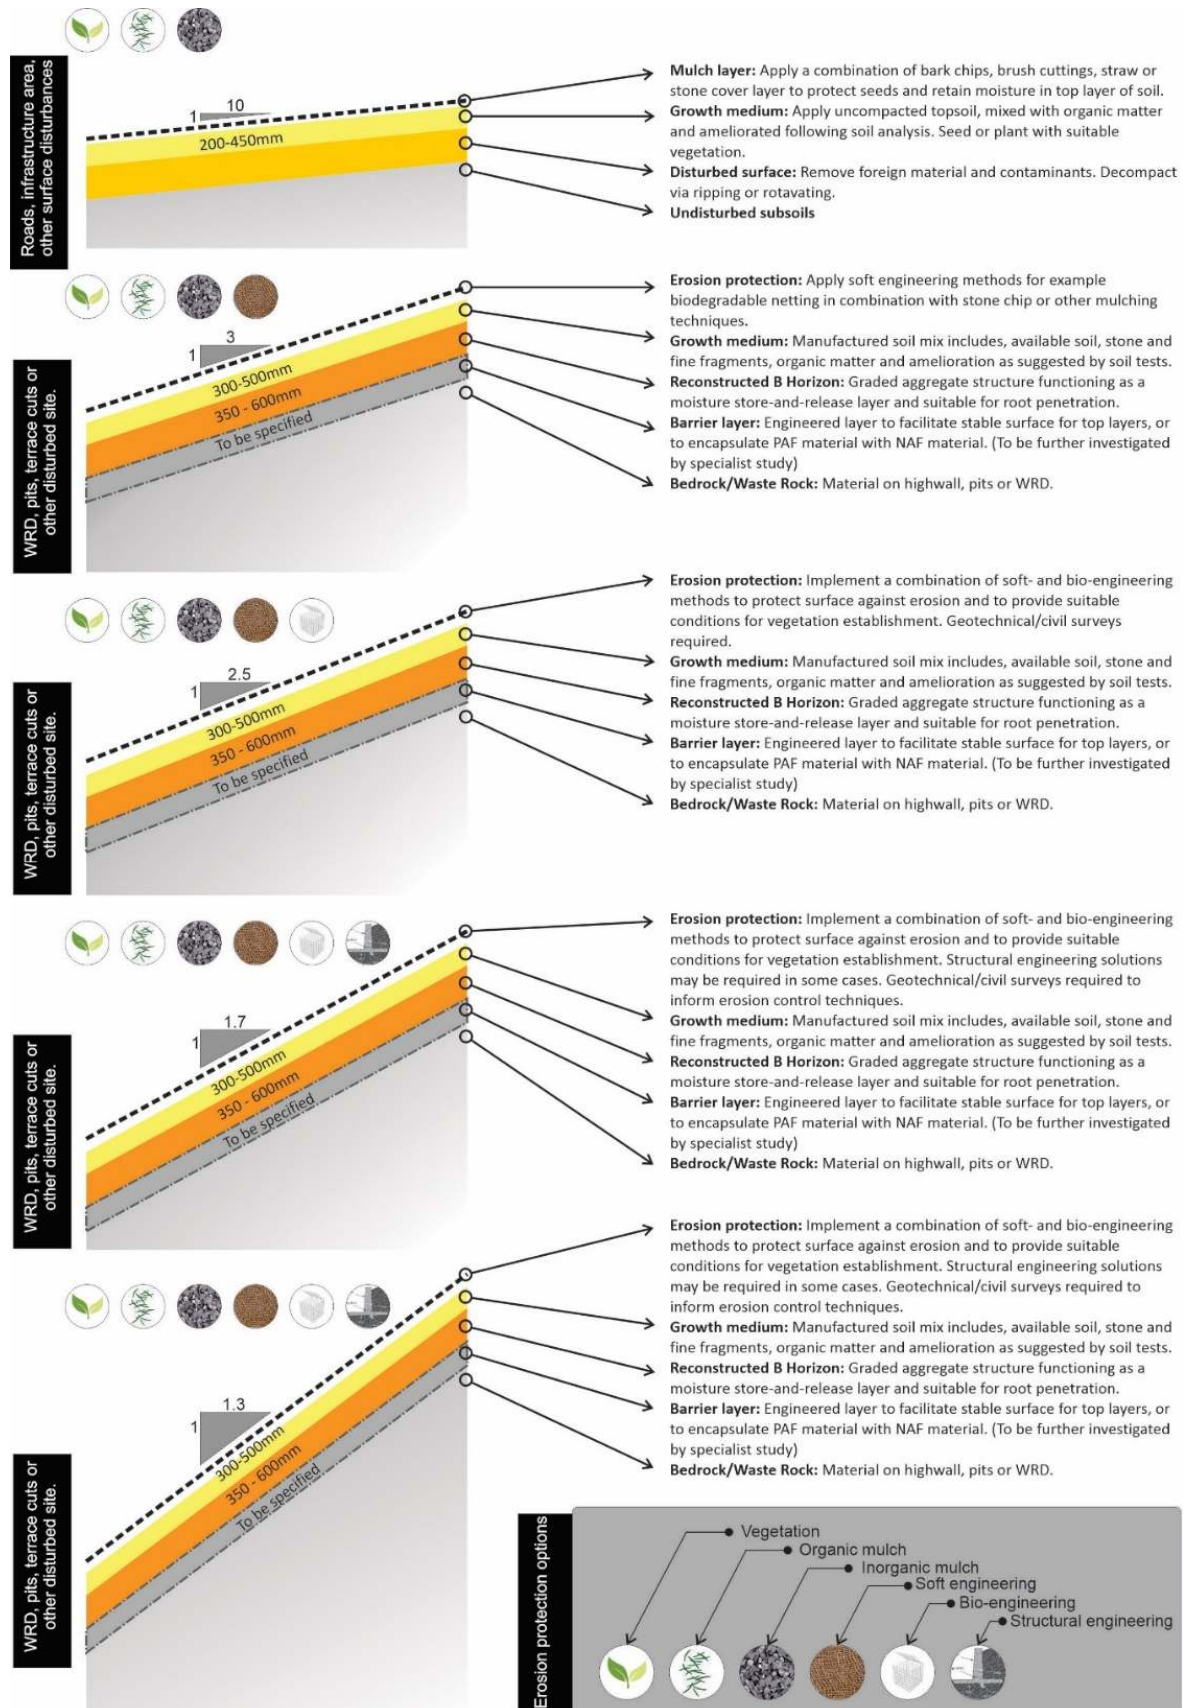 Roads, infrastructure area,
other surface disturbances
1
10
200-450mm
Mulch layer: Apply a combination of bark chips, brush cuttings, straw or
stone cover layer to protect seeds and retain moisture in top layer of soil.
Growth medium: Apply uncompacted topsoil, mixed with organic matter
and ameliorated following soil analysis. Seed or plant with suitable
vegetation.
Disturbed surface: Remove foreign material and contaminants. Decompact
via ripping or rotavating.
Undisturbed subsoils
WRD, pits, terrace cuts or
other disturbed site.
1
3
300-500mm
350 - 600mm
To be specified
Erosion protection: Apply soft engineering methods for example
biodegradable netting in combination with stone chip or other mulching
techniques.
Growth medium: Manufactured soil mix includes, available soil, stone and
fine fragments, organic matter and amelioration as suggested by soil tests.
Reconstructed B Horizon: Graded aggregate structure functioning as a
moisture store-and-release layer and suitable for root penetration.
Barrier layer: Engineered layer to facilitate stable surface for top layers, or
to encapsulate PAF material with NAF material. (To be further investigated
by specialist study)
Bedrock/Waste Rock: Material on highwall, pits or WRD.
WRD, pits, terrace cuts or
other disturbed site.
1
2.5
300-500mm
350 - 600mm
To be specified
Erosion protection: Implement a combination of soft- and bio-engineering
methods to protect surface against erosion and to provide suitable
conditions for vegetation establishment. Geotechnical/civil surveys
required.
Growth medium: Manufactured soil mix includes, available soil, stone and
fine fragments, organic matter and amelioration as suggested by soil tests.
Reconstructed B Horizon: Graded aggregate structure functioning as a
moisture store-and-release layer and suitable for root penetration.
Barrier layer: Engineered layer to facilitate stable surface for top layers, or
to encapsulate PAF material with NAF material. (To be further investigated
by specialist study)
Bedrock/Waste Rock: Material on highwall, pits or WRD.
WRD, pits, terrace cuts or
other disturbed site.
1
1.7
300-500mm
350 - 600mm
To be specified
Erosion protection: Implement a combination of soft- and bio-engineering
methods to protect surface against erosion and to provide suitable
conditions for vegetation establishment. Structural engineering solutions
may be required in some cases. Geotechnical/civil surveys required to
inform erosion control techniques.
Growth medium: Manufactured soil mix includes, available soil, stone and
fine fragments, organic matter and amelioration as suggested by soil tests.
Reconstructed B Horizon: Graded aggregate structure functioning as a
moisture store-and-release layer and suitable for root penetration.
Barrier layer: Engineered layer to facilitate stable surface for top layers, or
to encapsulate PAF material with NAF material. (To be further investigated
by specialist study)
Bedrock/Waste Rock: Material on highwall, pits or WRD.
WRD, pits, terrace cuts or
other disturbed site.
1
1.3
300-500mm
350 - 600mm
To be specified
Erosion protection: Implement a combination of soft- and bio-engineering
methods to protect surface against erosion and to provide suitable
conditions for vegetation establishment. Structural engineering solutions
may be required in some cases. Geotechnical/civil surveys required to
inform erosion control techniques.
Growth medium: Manufactured soil mix includes, available soil, stone and
fine fragments, organic matter and amelioration as suggested by soil tests.
Reconstructed B Horizon: Graded aggregate structure functioning as a
moisture store-and-release layer and suitable for root penetration.
Barrier layer: Engineered layer to facilitate stable surface for top layers, or
to encapsulate PAF material with NAF material. (To be further investigated
by specialist study)
Bedrock/Waste Rock: Material on highwall, pits or WRD.
Erosion protection options
Vegetation
Organic mulch
Inorganic mulch
Soft engineering
Bio-engineering
Structural engineering